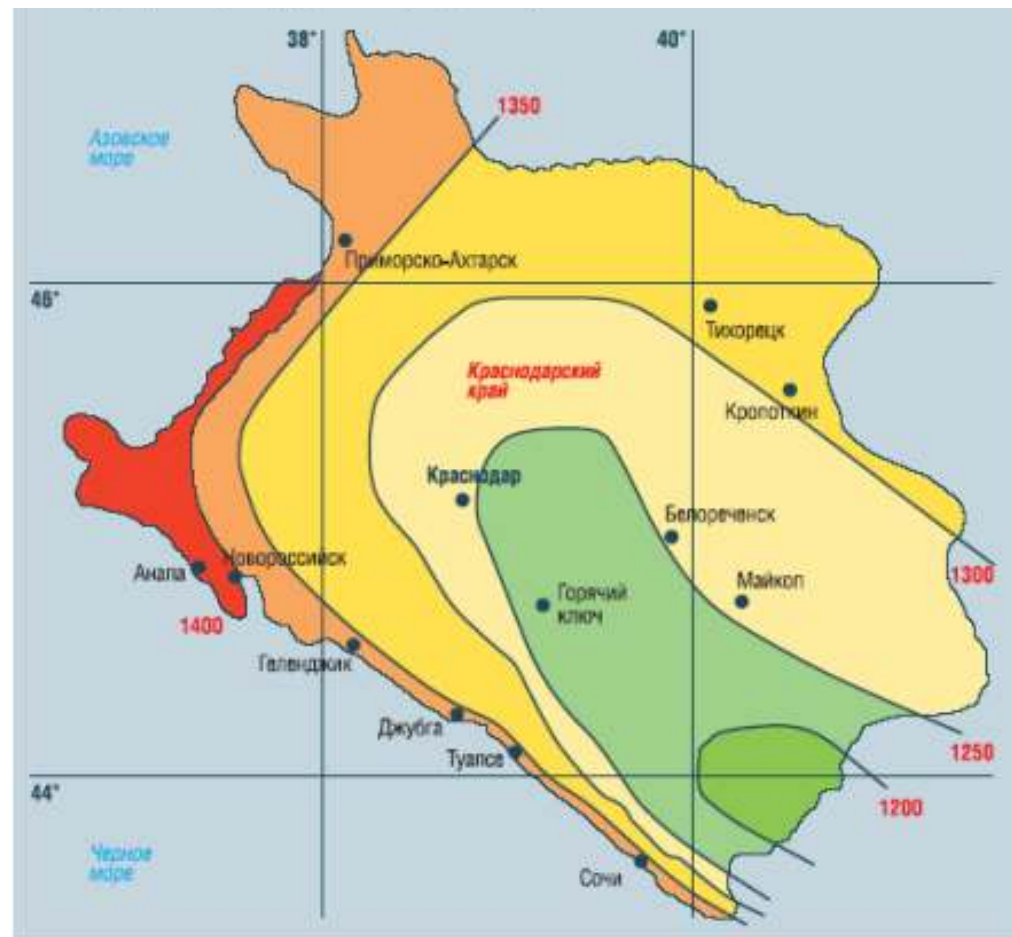 38°
40°
1350
Азовское
море
Приморско-Ахтарск
46°
Тихорецк
Краснодарский
край
Кропоткин
Краснодар
Белореченск
Анапа
Новороссийск
Горячий
ключ
Майкоп
1300
1400
Геленджик
Джубга
Туапсе
1250
44°
1200
Черное
море
Сочи